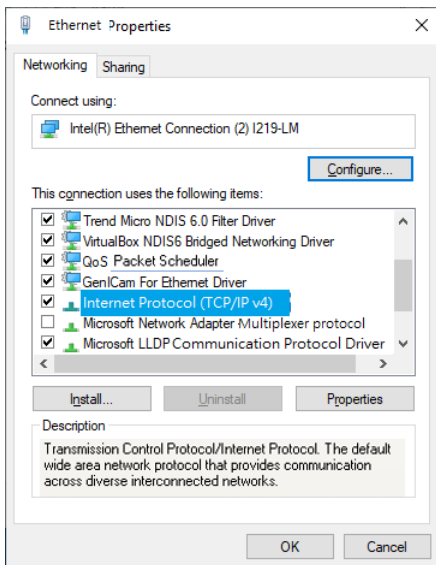 Ethernet Properties
Networking
Sharing
Connect using:
Intel(R) Ethernet Connection (2) I219-LM
Configure...
This connection uses the following items:
Trend Micro NDIS 6.0 Filter Driver
VirtualBox NDIS6 Bridged Networking Driver
QoS Packet Scheduler
GenICam For Ethernet Driver
Internet Protocol (TCP/IP v4)
Microsoft Network Adapter Multiplexer protocol
Microsoft LLDP Communication Protocol Driver
Install...
Uninstall
Properties
Description
Transmission Control Protocol/Internet Protocol. The default
wide area network protocol that provides communication
across diverse interconnected networks.
OK
Cancel